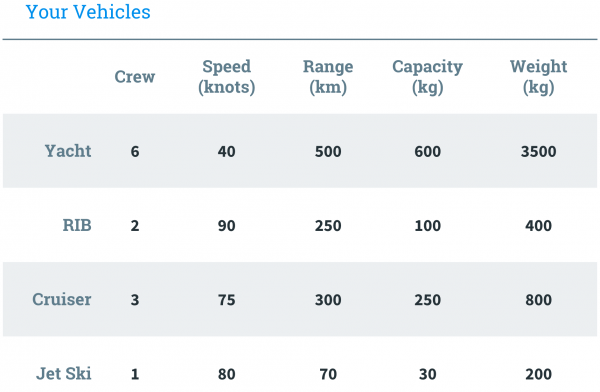 Your Vehicles
Crew Speed (knots) Range (km) Capacity (kg) Weight (kg)
Yacht 6 40 500 600 3500
RIB 2 90 250 100 400
Cruiser 3 75 300 250 800
Jet Ski 1 80 70 30 200